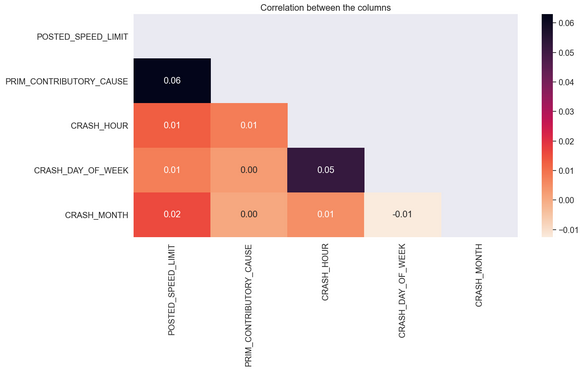 Correlation between the columns
POSTED_SPEED_LIMIT
PRIM_CONTRIBUTORY_CAUSE
0.06
CRASH_HOUR
0.01 0.01
CRASH_DAY_OF_WEEK
0.01 0.00 0.05
CRASH_MONTH
0.02 0.00 0.01 -0.01
POSTED_SPEED_LIMIT
PRIM_CONTRIBUTORY_CAUSE
CRASH_HOUR
CRASH_DAY_OF_WEEK
CRASH_MONTH
0.06
0.05
0.04
0.03
0.02
0.01
0.00
−0.01